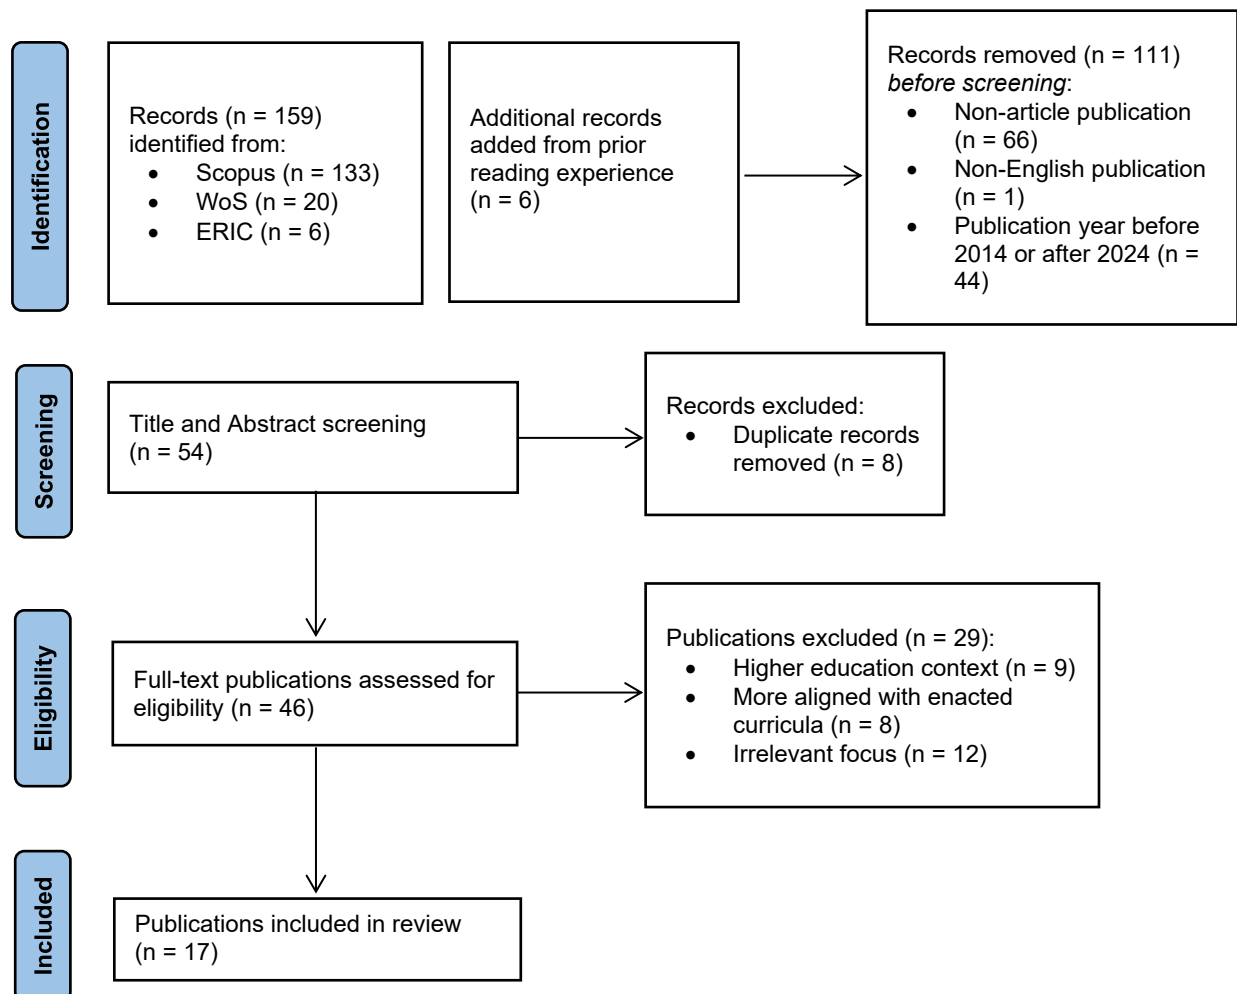 Identification
Records (n = 159)
identified from:
• Scopus (n = 133)
• WoS (n = 20)
• ERIC (n = 6)
Additional records
added from prior
reading experience
(n = 6)
Records removed (n = 111)
before screening:
• Non-article publication
(n = 66)
• Non-English publication
(n = 1)
• Publication year before
2014 or after 2024 (n =
44)
Screening
Title and Abstract screening
(n = 54)
Records excluded:
• Duplicate records
removed (n = 8)
Eligibility
Full-text publications assessed for
eligibility (n = 46)
Publications excluded (n = 29):
• Higher education context (n = 9)
• More aligned with enacted
curricula (n = 8)
• Irrelevant focus (n = 12)
Included
Publications included in review
(n = 17)